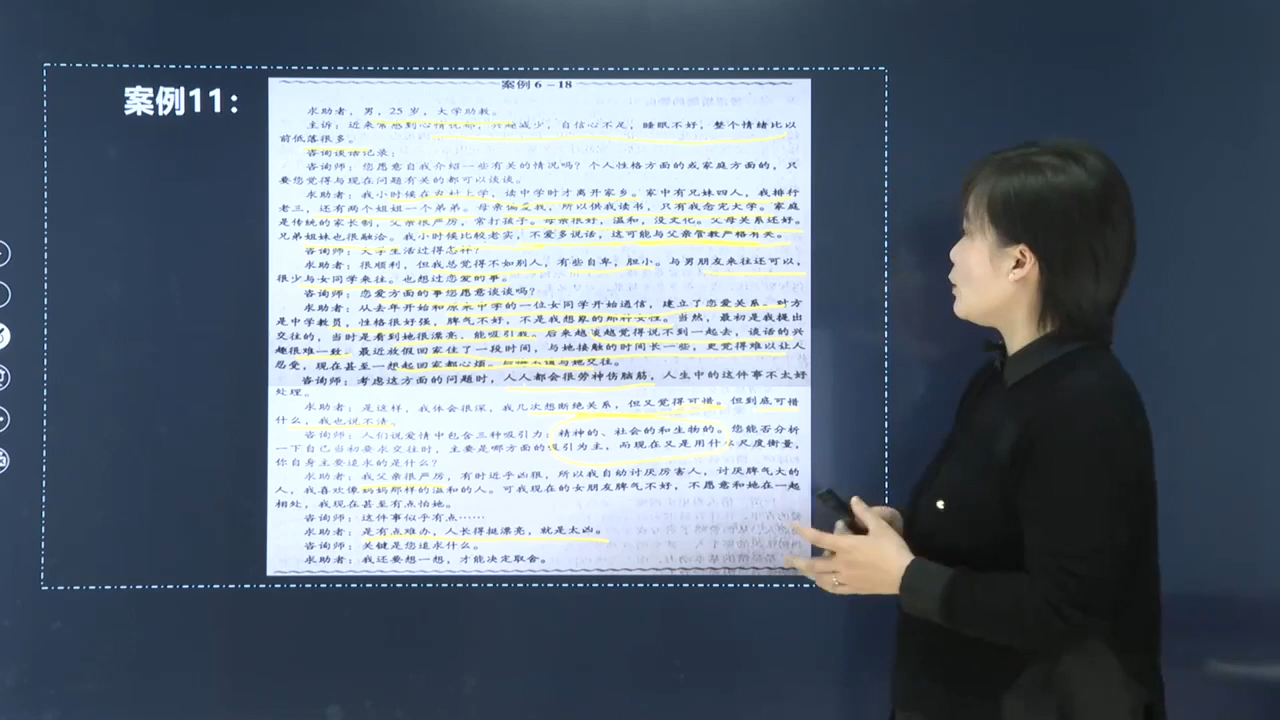 案例11：
案例6-18
求助者，男，25岁，大学助教。
主诉：近来常感到心情忧郁，兴趣减少，自信心不足，睡眠不好，整个情绪比以
前低落很多。
咨询谈话记录：
咨询师：您愿意自我介绍一些有关的情况吗？个人性格方面的或家庭方面的，只
要您觉得与现在问题有关的都可以谈谈。
求助者：我小时候在农村上学，读中学时才离开家乡。家中有兄妹四人，我排行
老三，还有两个姐姐一个弟弟。母亲偏爱我，所以供我读书，只有我念完大学。家庭
是传统的家长制，父亲很严厉，常打孩子。母亲很好，温和，没文化。父母关系还好。
兄弟姐妹也很融洽。我小时候比较老实，不爱多说话，这可能与父亲管教严格有关。
咨询师：大学生活过得怎样？
求助者：很顺利，但我总觉得不如别人，有些自卑，胆小。与男朋友来往还可以，
很少与女同学来往。也想过恋爱的事。
咨询师：恋爱方面的事您愿意谈谈吗？
求助者：从去年开始和原来中学的一位女同学开始通信，建立了恋爱关系。对方
是中学教员，性格很好强，脾气不好，不是我想象的那种女性。当然，最初是我提出
交往的，当时是看到她很漂亮，能吸引我。后来越谈越觉得说不到一起去，谈话的兴
趣很难一致。最近放假回家住了一段时间，与她接触的时间长一些，更觉得难以让人
忍受，现在甚至一想起回家都心烦。后悔不该与她交往。
咨询师：考虑这方面的问题时，人人都会很劳神伤脑筋，人生中的这件事不太好
处理。
求助者：是这样，我体会很深，我几次想断绝关系，但又觉得可惜。但到底可惜
什么，我也说不清。
咨询师：人们说爱情中包含三种吸引力：精神的、社会的和生物的。您能否分析
一下自己当初要求交往时，主要是哪方面的吸引为主，而现在又是用什么尺度衡量，
你自身主要追求的是什么？
求助者：我父亲很严厉，有时近乎凶狠，所以我自幼讨厌厉害人，讨厌脾气大的
人，我喜欢像妈妈那样的温和的人。可我现在的女朋友脾气不好，不愿意和她在一起
相处，我现在甚至有点怕她。
咨询师：这件事似乎有点……
求助者：是有点难办，人长得挺漂亮，就是太凶。
咨询师：关键是您追求什么。
求助者：我还要想一想，才能决定取舍。